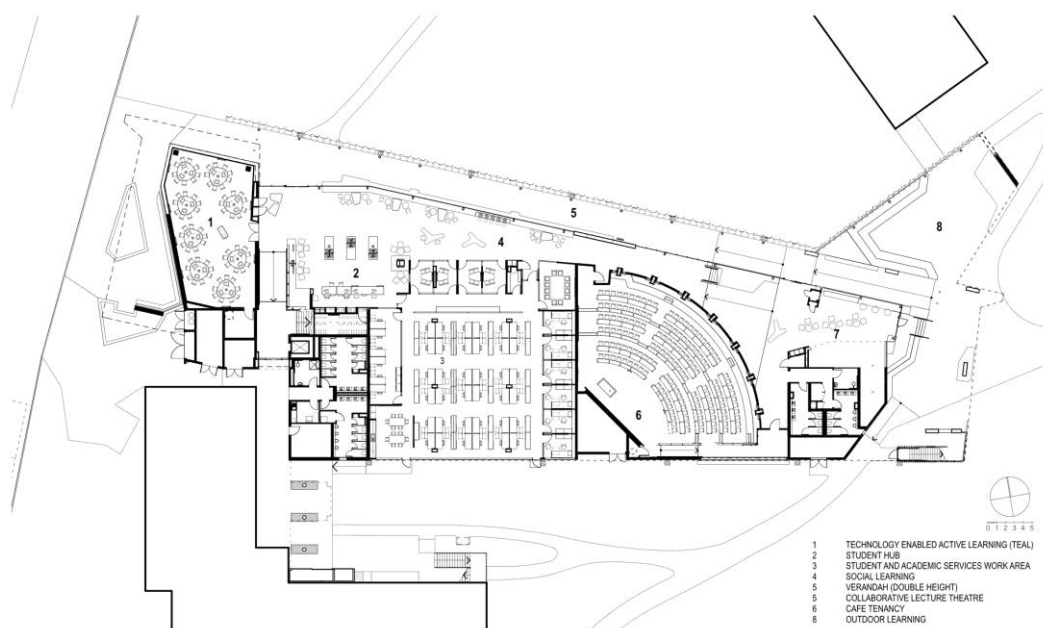 5
8
1
4
2
7
3
6
0 1 2 3 4 5
1 TECHNOLOGY ENABLED ACTIVE LEARNING (TEAL)
2 STUDENT HUB
3 STUDENT AND ACADEMIC SERVICES WORK AREA
4 SOCIAL LEARNING
5 VERANDAH (DOUBLE HEIGHT)
5 COLLABORATIVE LECTURE THEATRE
6 CAFE TENANCY
8 OUTDOOR LEARNING